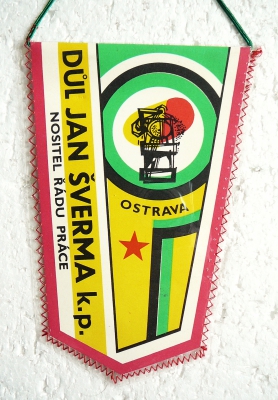 DŮL JAN ŠVERMA k.p.
NOSITEL ŘÁDU PRÁCE
OSTRAVA